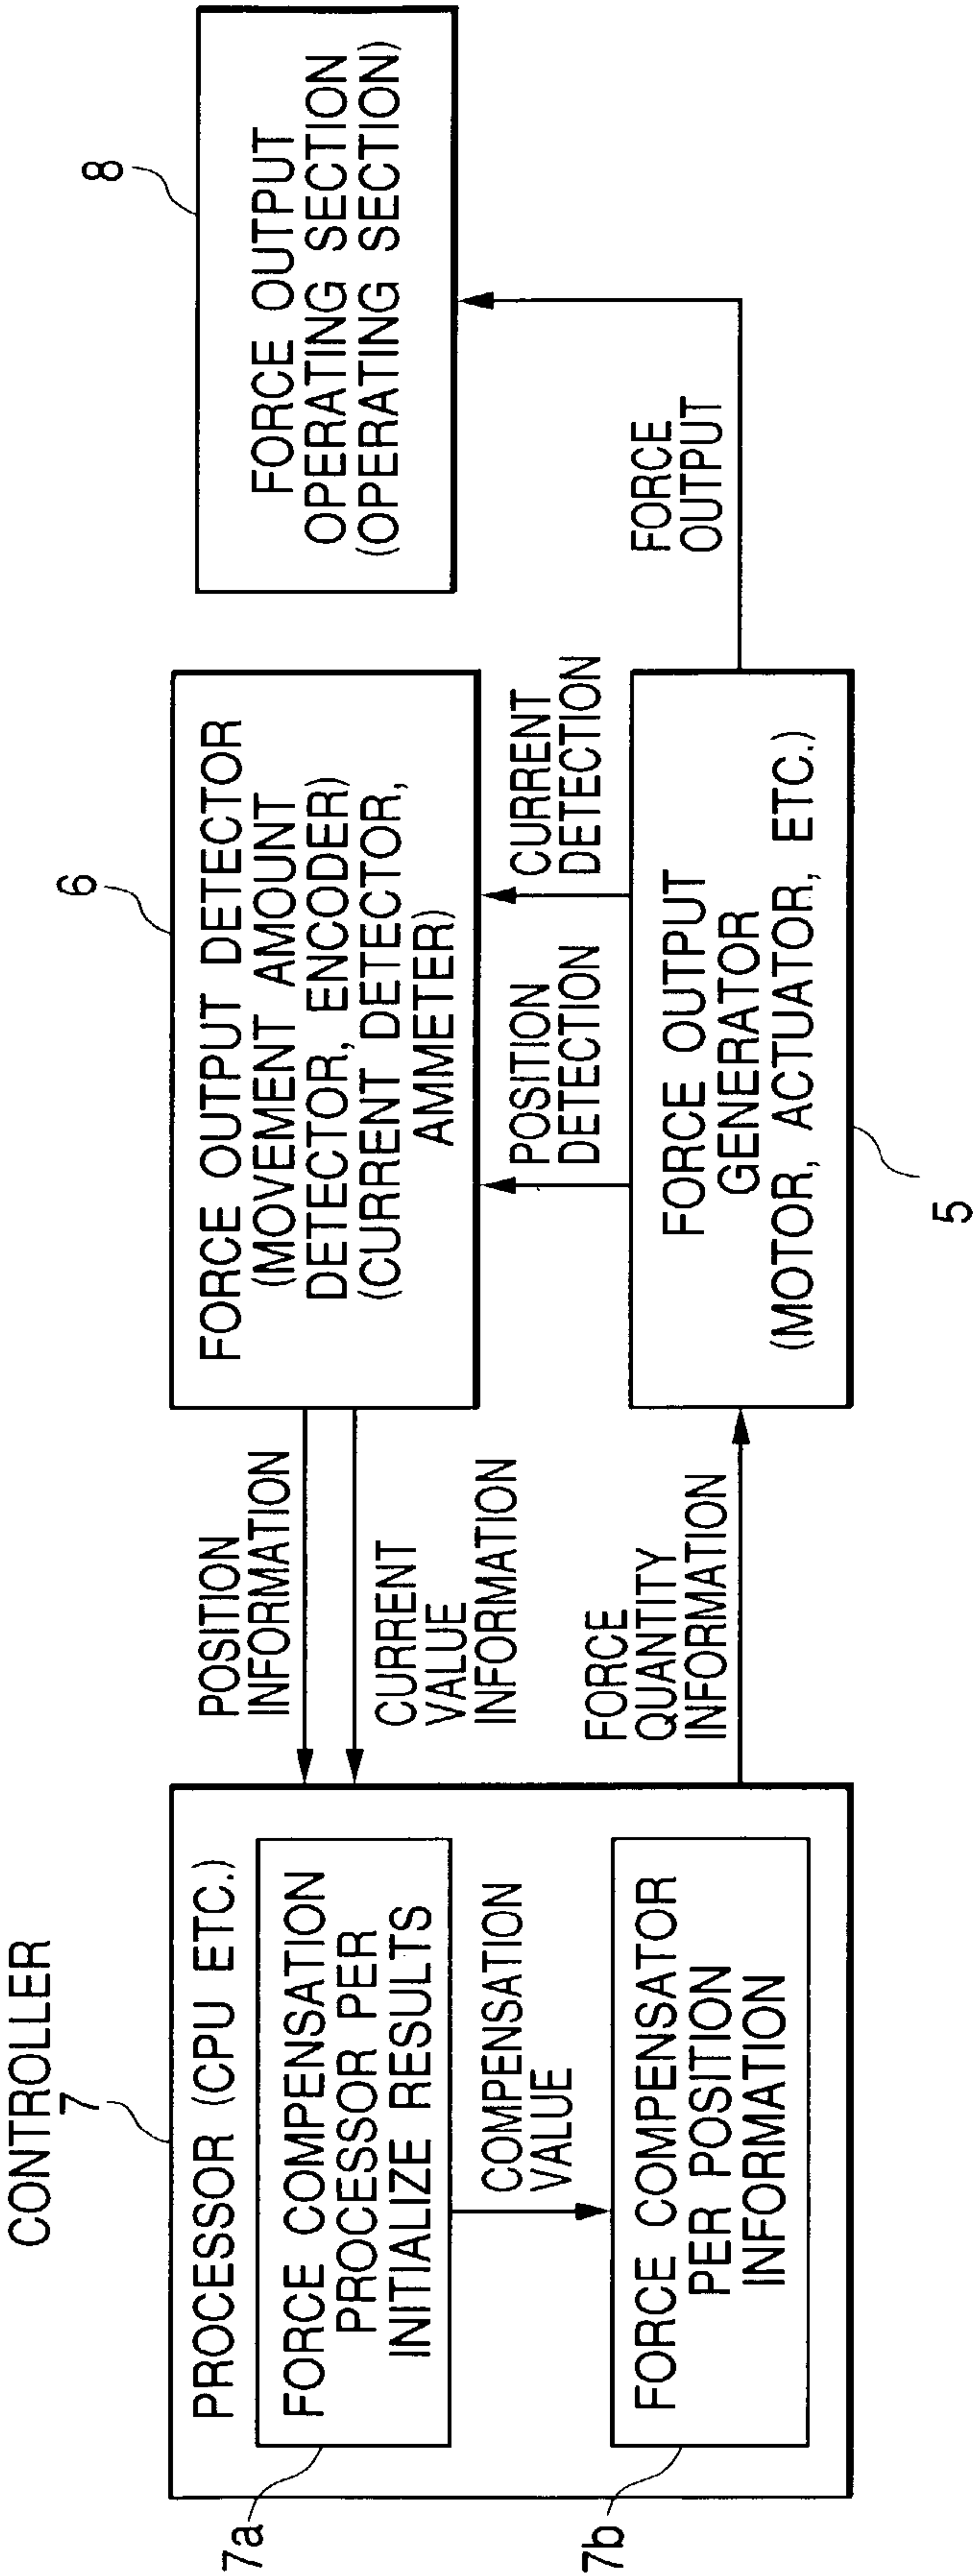 CONTROLLER
7
PROCESSOR (CPU ETC.)
7a
FORCE COMPENSATION
PROCESSOR PER
INITIALIZE RESULTS
COMPENSATION
VALUE
7b
FORCE COMPENSATOR
PER POSITION
INFORMATION
POSITION
INFORMATION
CURRENT
VALUE
INFORMATION
FORCE
QUANTITY
INFORMATION
6
FORCE OUTPUT DETECTOR
(MOVEMENT AMOUNT
DETECTOR, ENCODER)
(CURRENT DETECTOR,
AMMETER)
POSITION
DETECTION
CURRENT
DETECTION
FORCE OUTPUT
GENERATOR
(MOTOR, ACTUATOR, ETC.)
5
FORCE
OUTPUT
8
FORCE OUTPUT
OPERATING SECTION
(OPERATING SECTION)